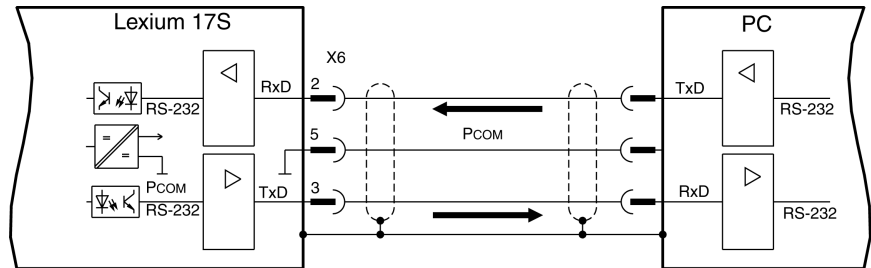 Lexium 17S
PC
X6
RxD
2
TxD
RS-232
RS-232
=
=
5
PCOM
PCOM
TxD
3
RxD
RS-232
RS-232